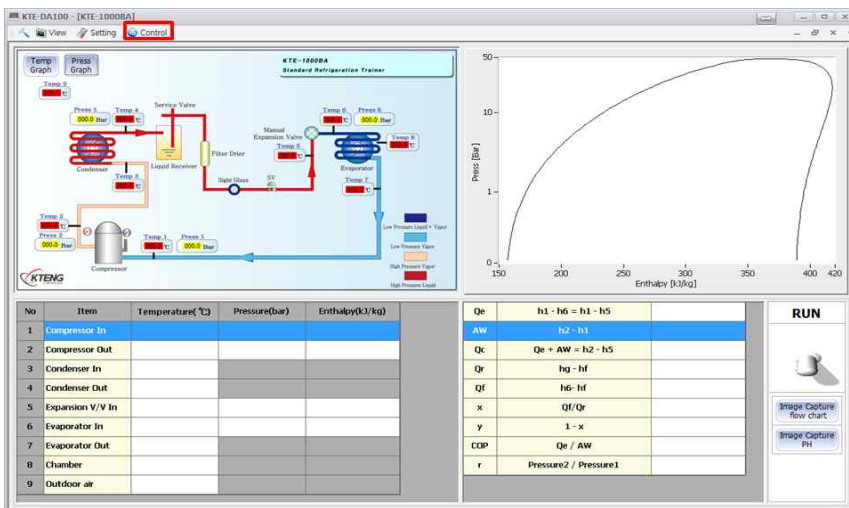 KTE-DA100 - [KTE-1000BA]
View Setting Control
Temp Graph
Press Graph
KTE-1000BA
Standard Refrigeration Trainer
Temp 9
℃
Press 5
000.0 Bar
Temp 4
℃
Service Valve
Condenser
Liquid Receiver
Filter Drier
Temp 3
℃
Sight Glass
SV
Manual
Expansion Valve
Temp 5
℃
Temp 6
℃
Press 6
000.0 Bar
Temp 8
℃
Evaporator
Temp 7
℃
Temp 2
℃
Press 2
000.0 Bar
Temp 1
℃
Press 1
000.0 Bar
Compressor
KTENG
Low Pressure Liquid + Vapor
Low Pressure Vapor
High Pressure Vapor
High Pressure Liquid
Press [Bar]
50
10
1
0
150 200 250 300 350 400 420
Enthalpy [kJ/kg]
No Item Temperature(℃) Pressure(bar) Enthalpy(kJ/kg)
1 Compressor In
2 Compressor Out
3 Condenser In
4 Condenser Out
5 Expansion V/V In
6 Evaporator In
7 Evaporator Out
8 Chamber
9 Outdoor air
Qe h1 - h6 = h1 - h5
AW h2 - h1
Qc Qe + AW = h2 - h5
Qr hg - hf
Qf h6- hf
x Qf/Qr
y 1 - x
COP Qe / AW
r Pressure2 / Pressure1
RUN
Image Capture
flow chart
Image Capture
PH